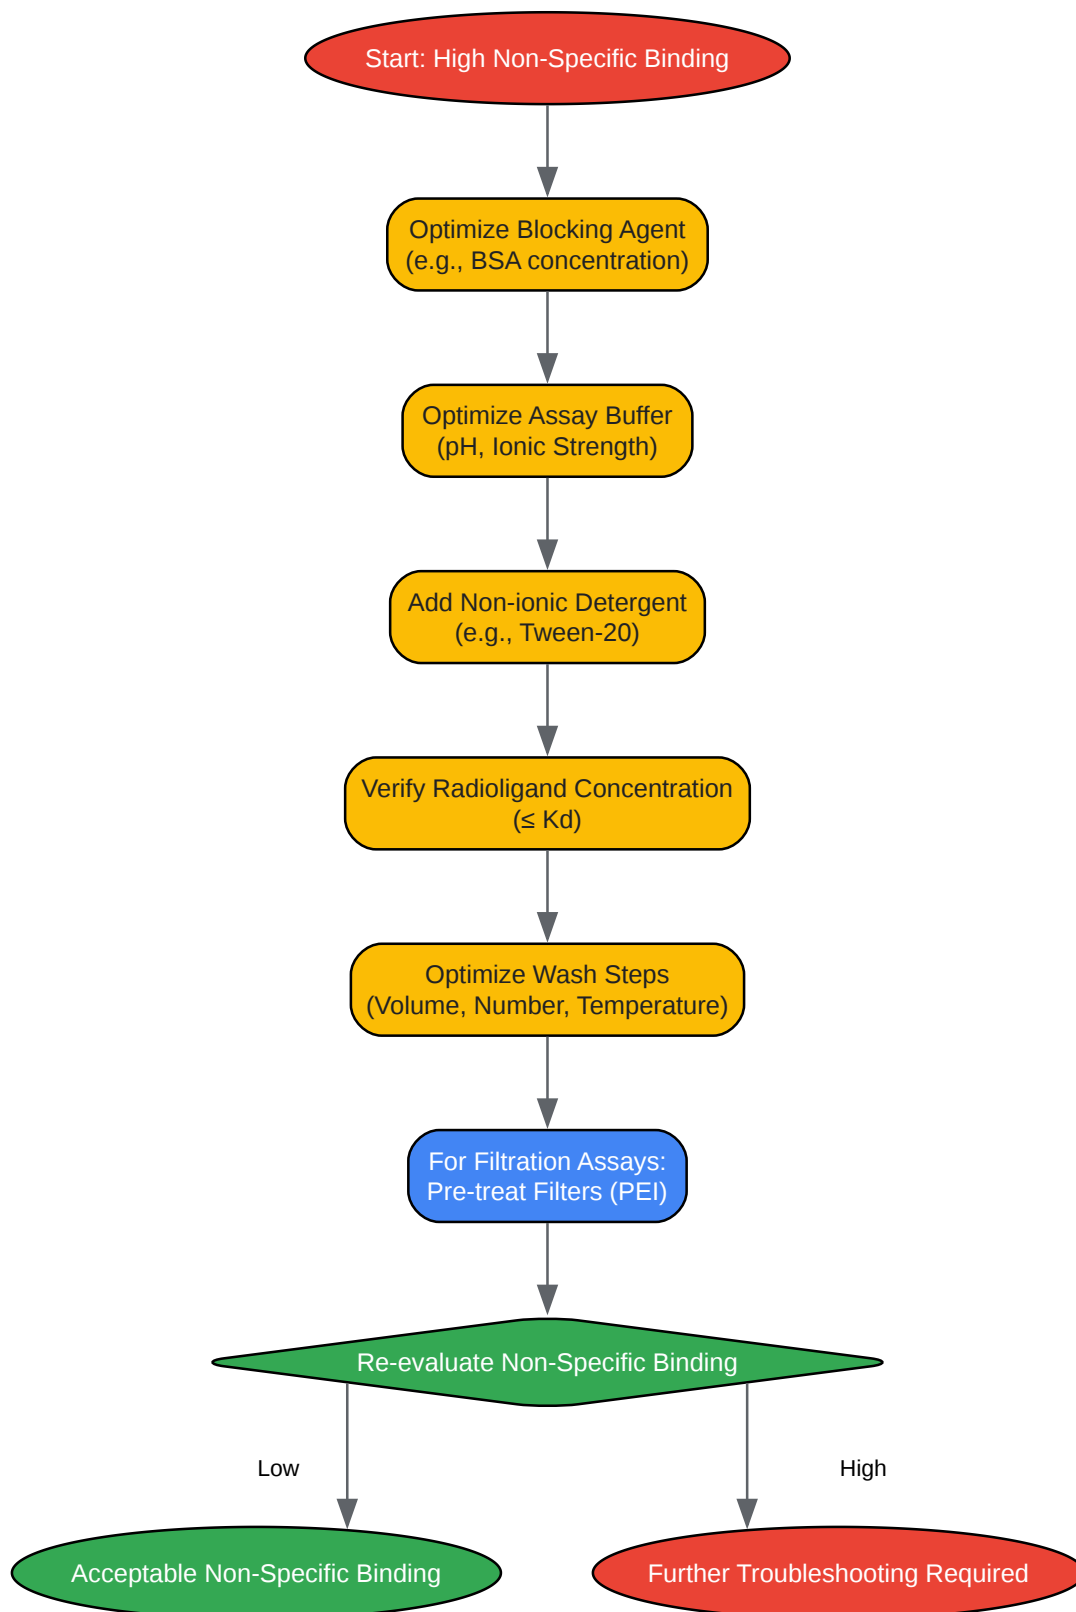 Start: High Non-Specific Binding
Optimize Blocking Agent
(e.g., BSA concentration)
Optimize Assay Buffer
(pH, Ionic Strength)
Add Non-ionic Detergent
(e.g., Tween-20)
Verify Radioligand Concentration
(≤ Kd)
Optimize Wash Steps
(Volume, Number, Temperature)
For Filtration Assays:
Pre-treat Filters (PEI)
Re-evaluate Non-Specific Binding
Low
High
Acceptable Non-Specific Binding
Further Troubleshooting Required